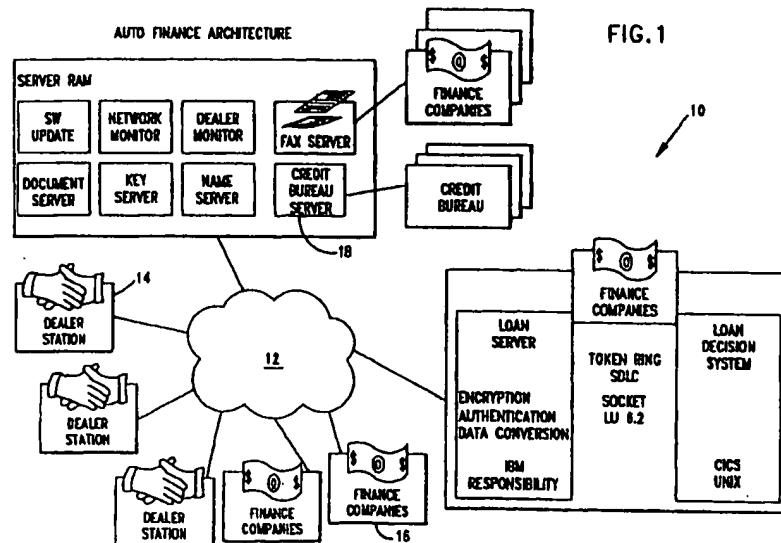 AUTO FINANCE ARCHITECTURE
FIG.1
SERVER RAM
SW
UPDATE
NETWORK
MONITOR
DEALER
MONITOR
FAX SERVER
DOCUMENT
SERVER
KEY
SERVER
NAME
SERVER
CREDIT
BUREAU
SERVER
18
$ @ $
FINANCE
COMPANIES
CREDIT
BUREAU
10
14
DEALER
STATION
DEALER
STATION
DEALER
STATION
12
$ @ $
FINANCE
COMPANIES
$ @ $
FINANCE
COMPANIES
16
$ @ $
FINANCE
COMPANIES
LOAN
SERVER
ENCRYPTION
AUTHENTICATION
DATA CONVERSION
IBM
RESPONSIBILITY
TOKEN RING
SDLC
SOCKET
LU 6.2
LOAN
DECISION
SYSTEM
CICS
UNIX